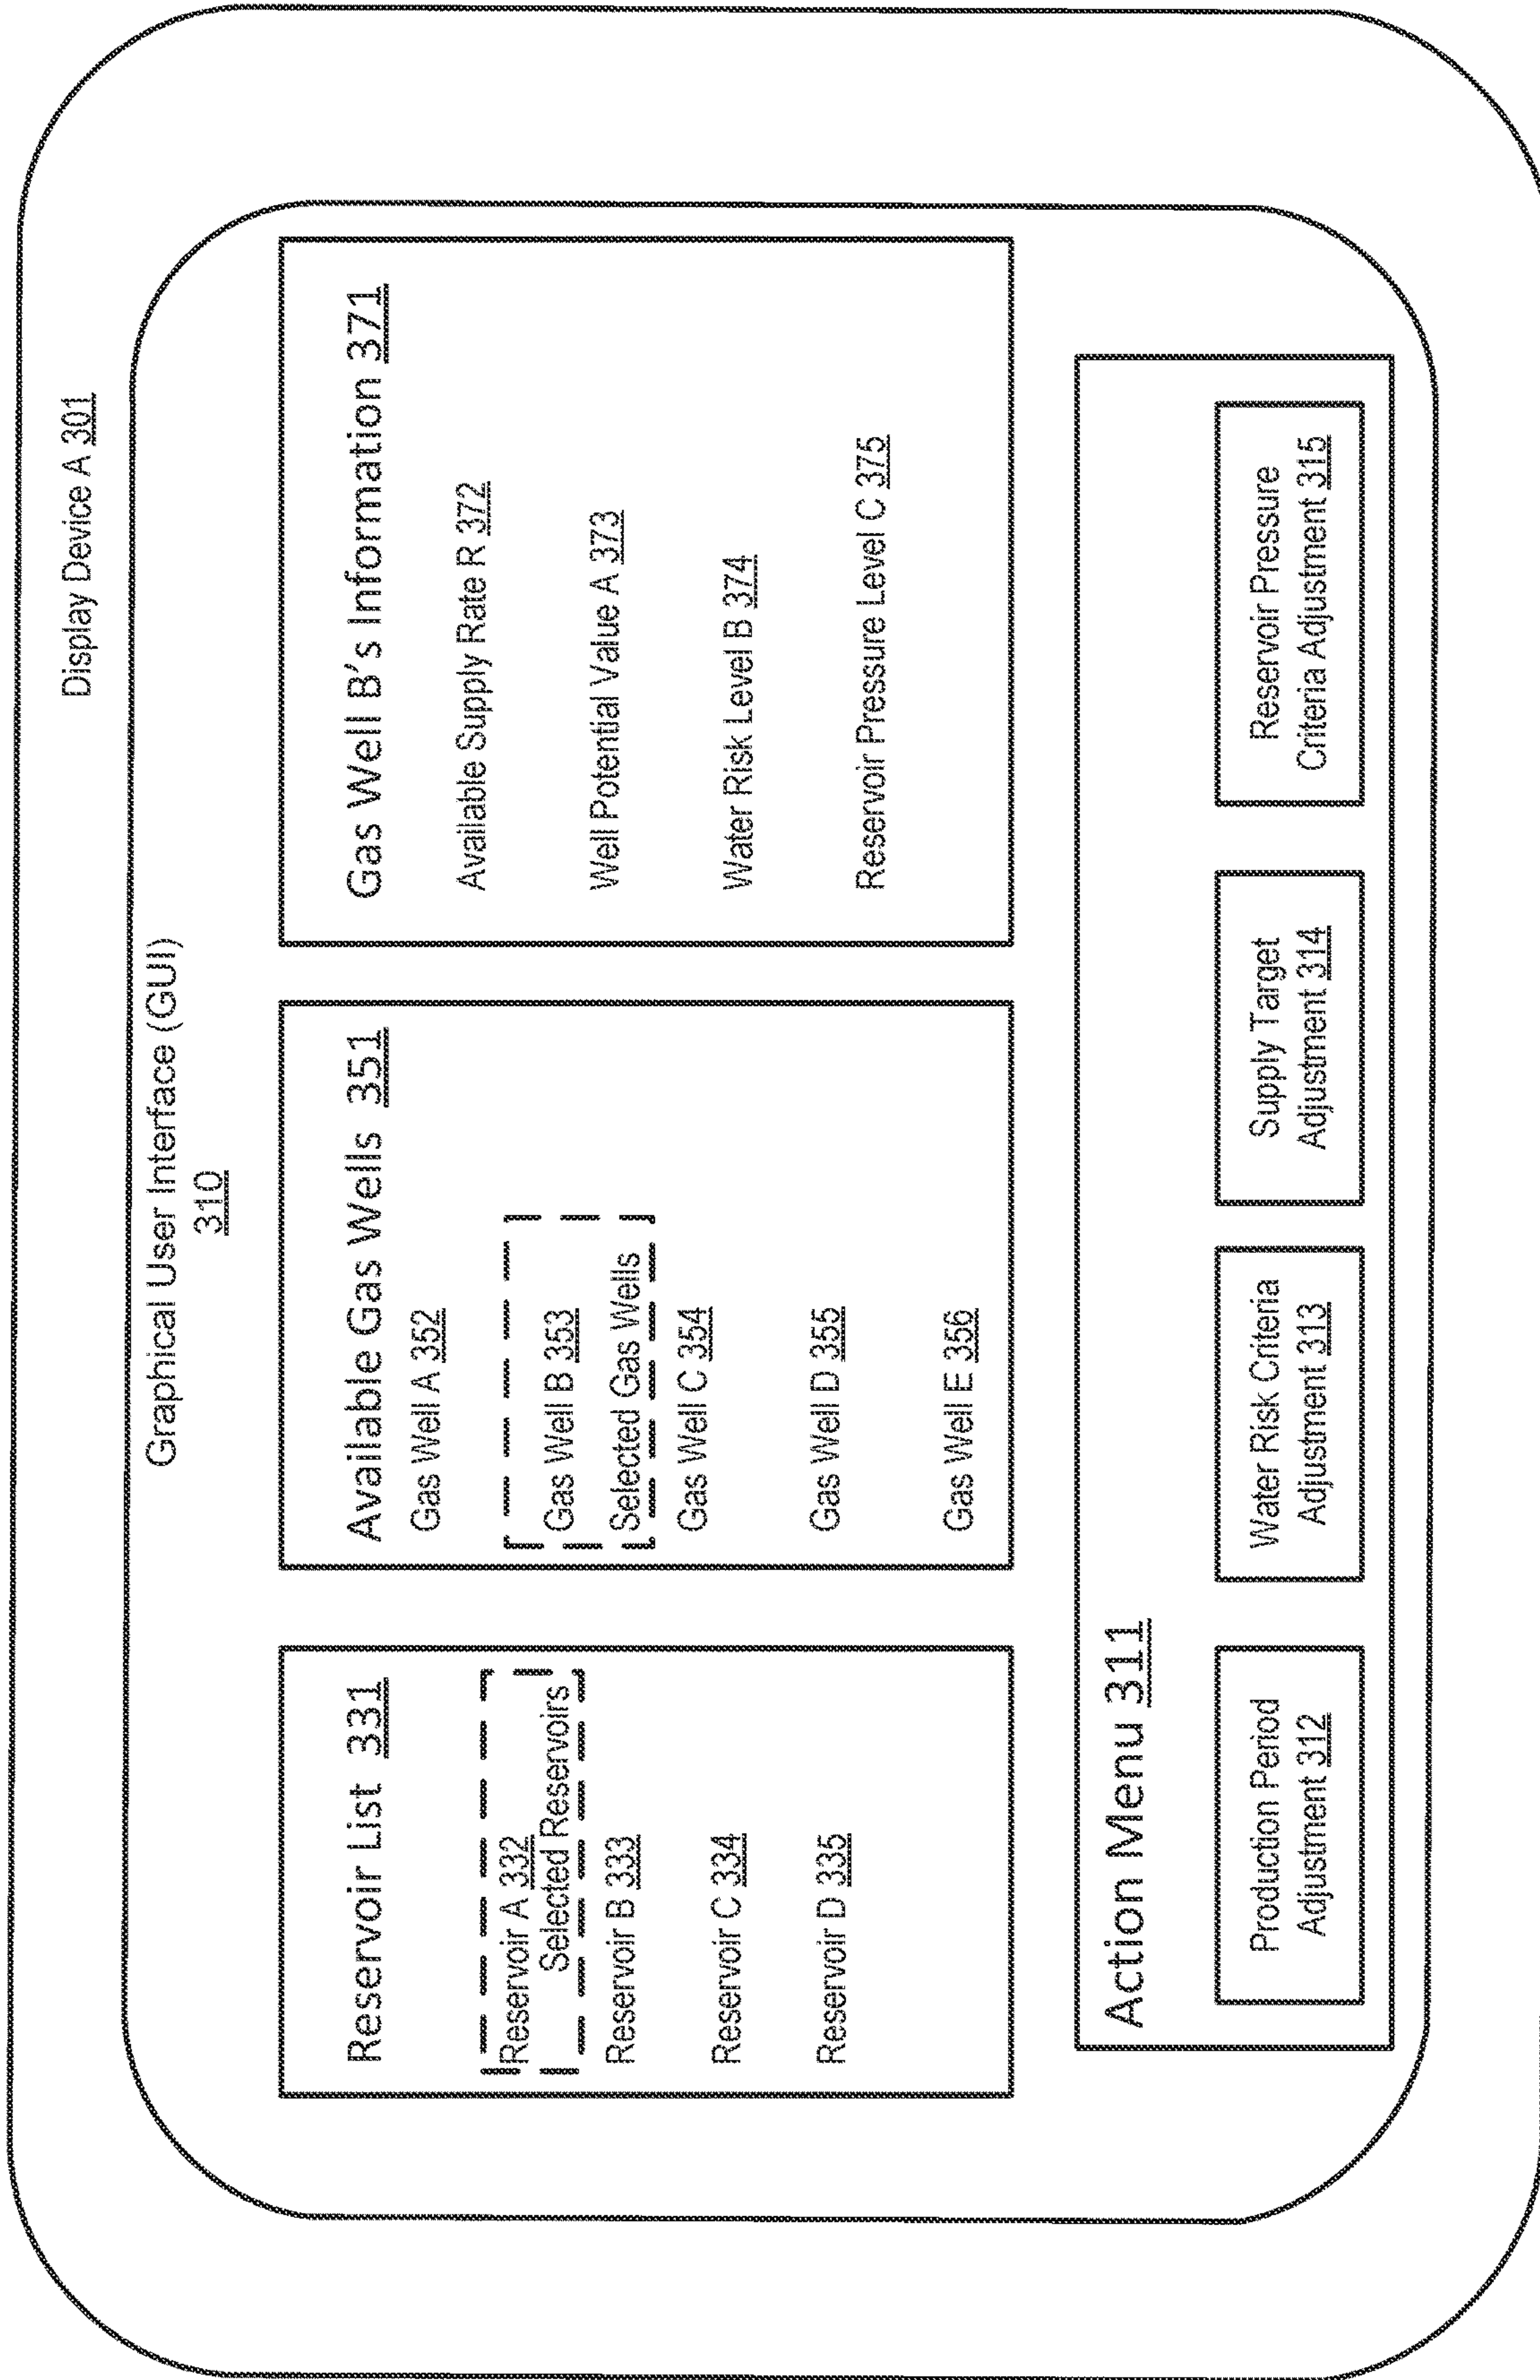 Display Device A 301
Graphical User Interface (GUI)
310
Reservoir List 331
Reservoir A 332
Selected Reservoirs
Reservoir B 333
Reservoir C 334
Reservoir D 335
Available Gas Wells 351
Gas Well A 352
Gas Well B 353
Selected Gas Wells
Gas Well C 354
Gas Well D 355
Gas Well E 356
Gas Well B's Information 371
Available Supply Rate R 372
Well Potential Value A 373
Water Risk Level B 374
Reservoir Pressure Level C 375
Action Menu 311
Production Period
Adjustment 312
Water Risk Criteria
Adjustment 313
Supply Target
Adjustment 314
Reservoir Pressure
Criteria Adjustment 315